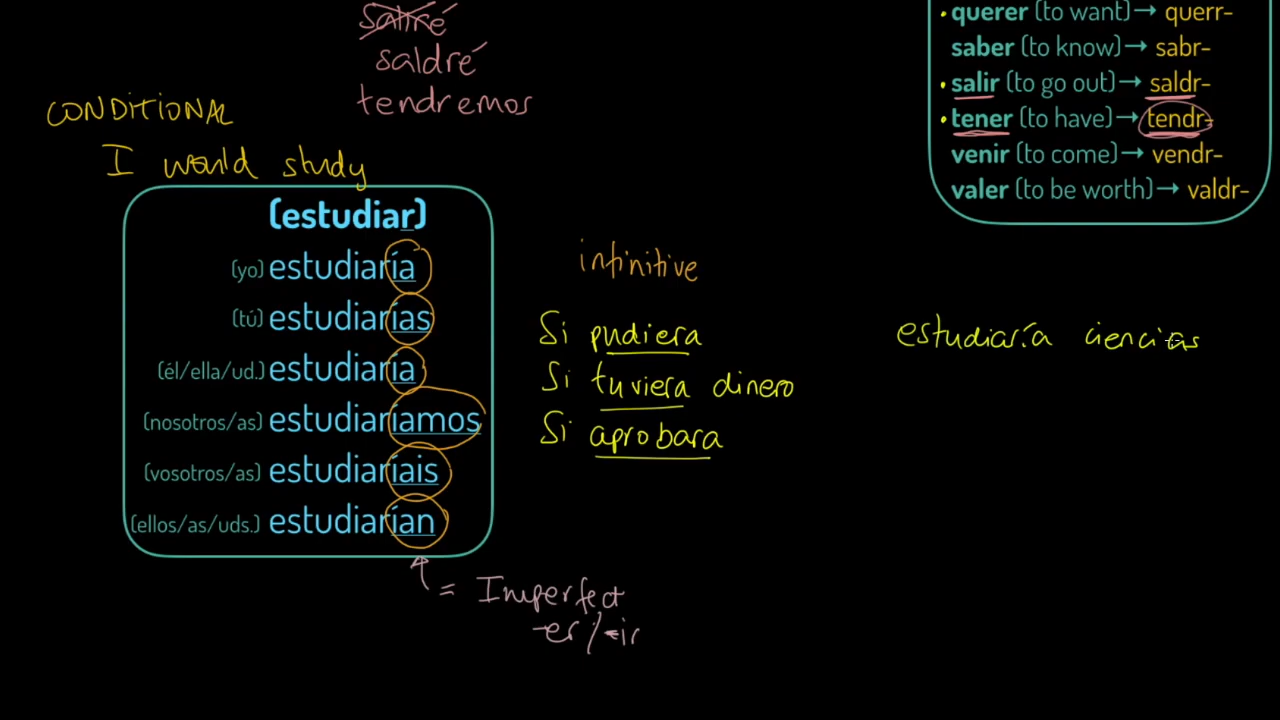 saliré
saldré
tendremos
CONDITIONAL
I would study
(estudiar)
(yo) estudiaría
(tú) estudiarías
(él/ella/ud.) estudiaría
(nosotros/as) estudiaríamos
(vosotros/as) estudiaríais
(ellos/as/uds.) estudiarían
= Imperfect
-er/-ir
infinitive
Si pudiera
Si tuviera dinero
Si aprobara
estudiaría ciencias
• querer (to want)→ querr-
saber (to know)→ sabr-
• salir (to go out)→ saldr-
• tener (to have)→ tendr-
venir (to come)→ vendr-
valer (to be worth)→ valdr-